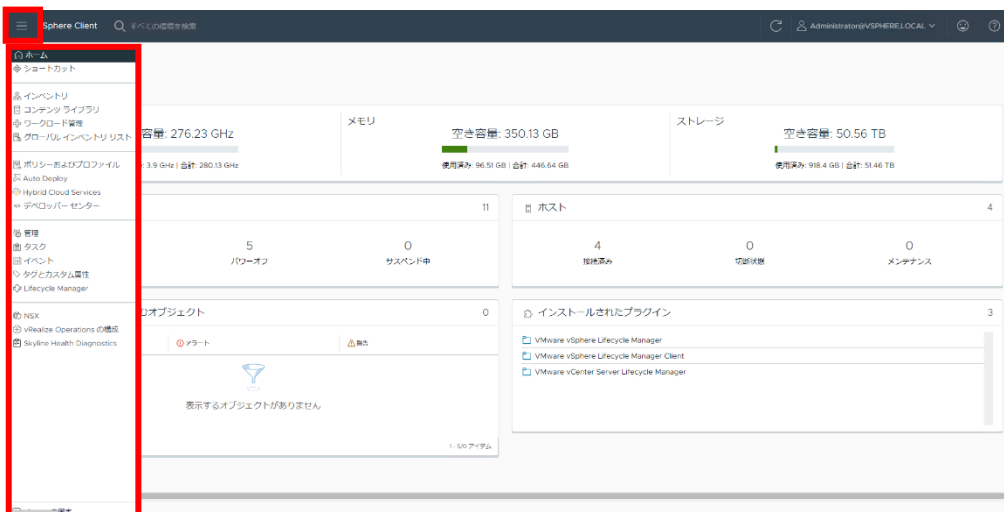 Sphere Client
すべての環境を検索
Administrator@VSPHERE.LOCAL
ホーム
ショートカット
インベントリ
コンテンツ ライブラリ
ワークロード管理
グローバル インベントリ リスト
ポリシーおよびプロファイル
Auto Deploy
Hybrid Cloud Services
デベロッパー センター
管理
タスク
イベント
タグとカスタム属性
Lifecycle Manager
NSX
vRealize Operations の構成
Skyline Health Diagnostics
容量: 276.23 GHz
3.9 GHz | 合計: 280.13 GHz
メモリ
空き容量: 350.13 GB
使用済み: 96.51 GB | 合計: 446.64 GB
ストレージ
空き容量: 50.56 TB
使用済み: 918.4 GB | 合計: 51.46 TB
11
5
パワーオフ
0
サスペンド中
ホスト
4
4
接続済み
0
切断状態
0
メンテナンス
オブジェクト
0
アラート
警告
表示するオブジェクトがありません
1 - 5/0 アイテム
インストールされたプラグイン
3
VMware vSphere Lifecycle Manager
VMware vSphere Lifecycle Manager Client
VMware vCenter Server Lifecycle Manager